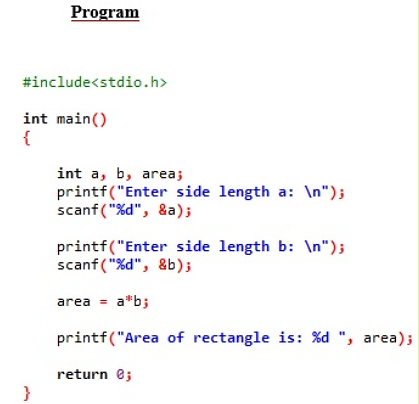 Program
#include<stdio.h>
int main()
{
int a, b, area;
printf("Enter side length a: \n");
scanf("%d", &a);
printf("Enter side length b: \n");
scanf("%d", &b);
area = a*b;
printf("Area of rectangle is: %d ", area);
return 0;
}